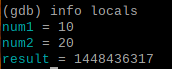 (gdb) info locals
num1 = 10
num2 = 20
result = 1448436317